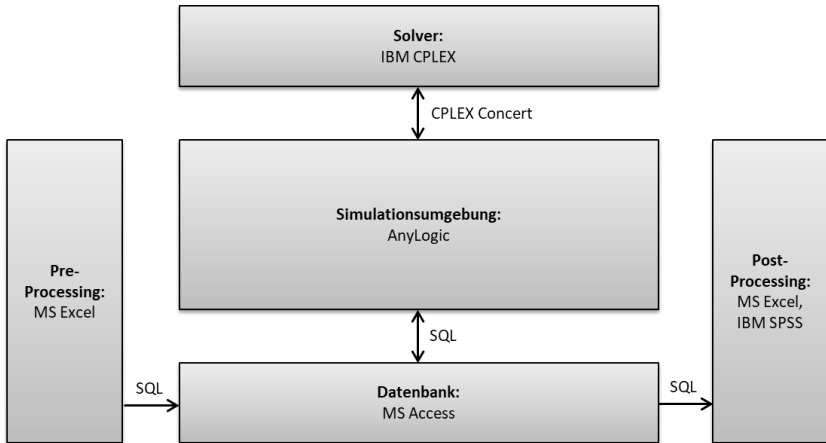 Solver:
IBM CPLEX
CPLEX Concert
Simulationsumgebung:
AnyLogic
Pre-
Processing:
MS Excel
Post-
Processing:
MS Excel,
IBM SPSS
SQL
SQL
Datenbank:
MS Access
SQL